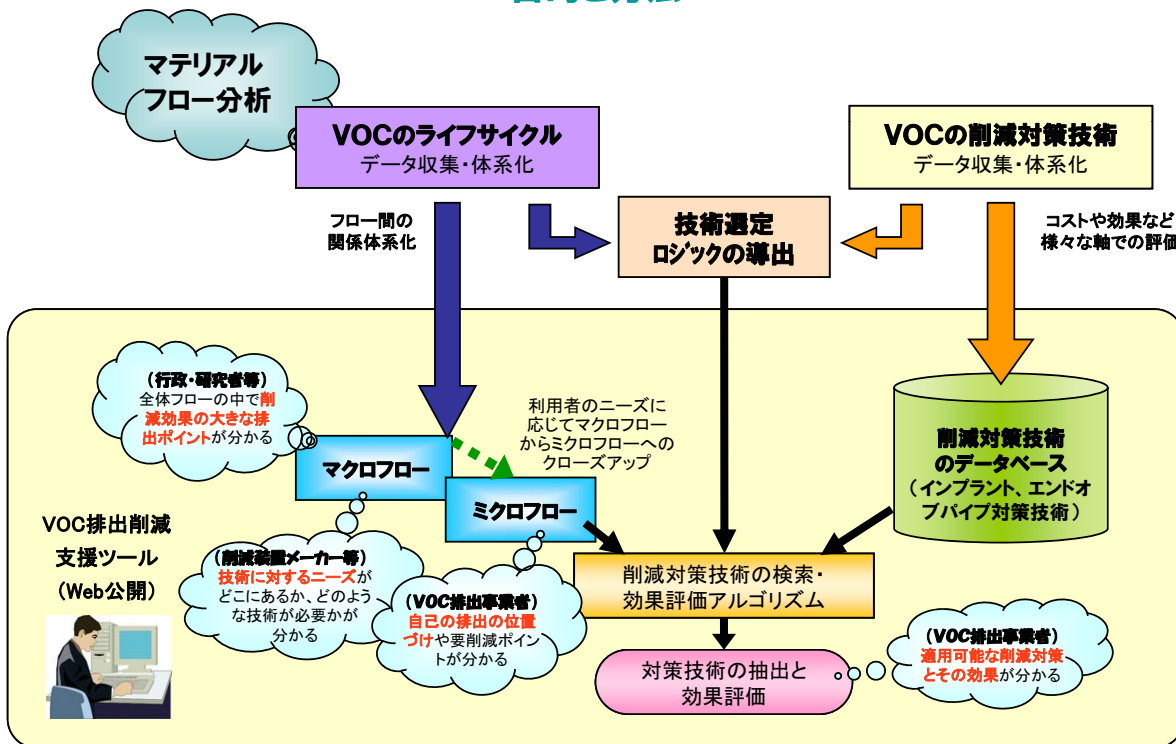 マテリアル
フロー分析
VOCのライフサイクル
データ収集・体系化
VOCの削減対策技術
データ収集・体系化
フロー間の
関係体系化
技術選定
ロジックの導出
コストや効果など
様々な軸での評価
(行政・研究者等)
全体フローの中で削
減効果の大きな排
出ポイントが分かる
利用者のニーズに
応じてマクロフロー
からミクロフローへの
クローズアップ
マクロフロー
ミクロフロー
削減対策技術
のデータベース
(インプラント、エンドオ
ブパイプ対策技術)
VOC排出削減
支援ツール
(Web公開)
(削減装置メーカー等)
技術に対するニーズが
どこにあるか、どのよう
な技術が必要かが
分かる
(VOC排出事業者)
自己の排出の位置
づけや要削減ポイン
トが分かる
削減対策技術の検索・
効果評価アルゴリズム
対策技術の抽出と
効果評価
(VOC排出事業者)
適用可能な削減対策
とその効果が分かる